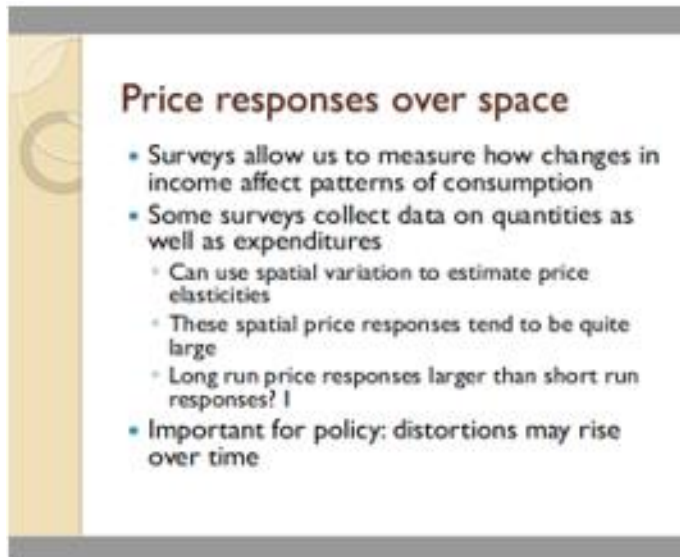 Price responses over space
• Surveys allow us to measure how changes in
income affect patterns of consumption
• Some surveys collect data on quantities as
well as expenditures
◦ Can use spatial variation to estimate price
elasticities
◦ These spatial price responses tend to be quite
large
◦ Long run price responses larger than short run
responses? I
• Important for policy: distortions may rise
over time